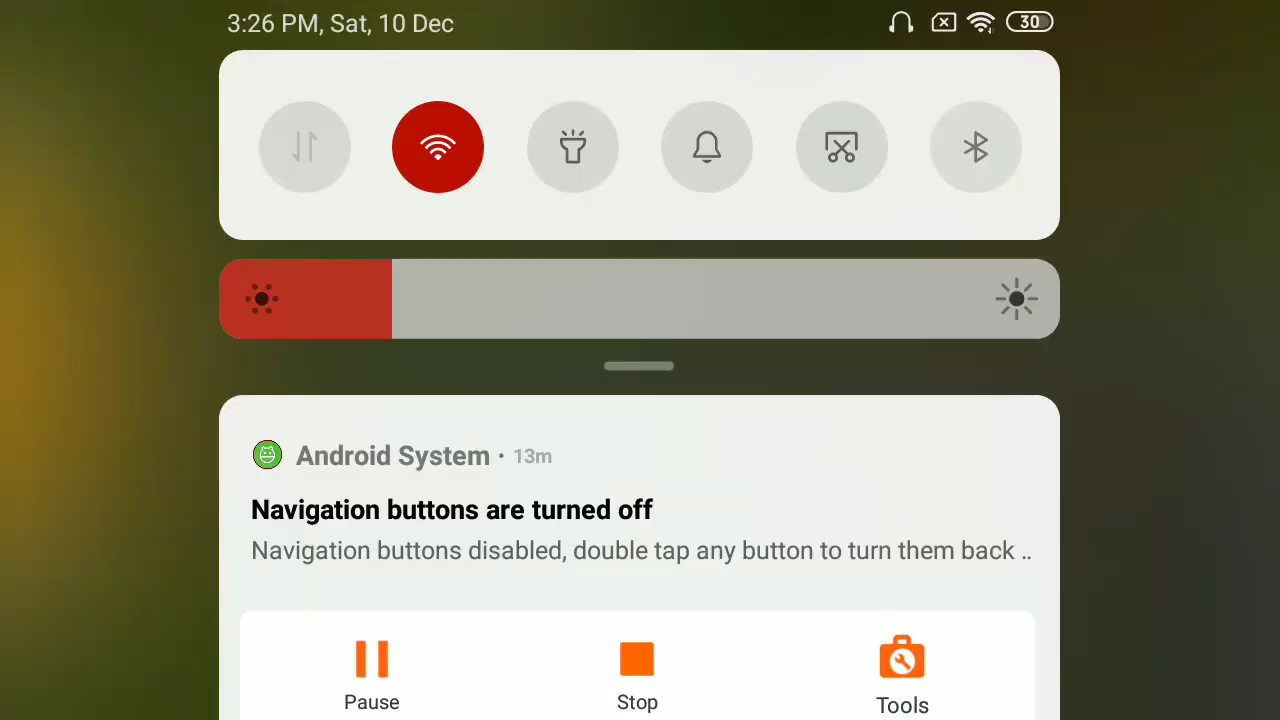 3:26 PM, Sat, 10 Dec
30
Android System • 13m
Navigation buttons are turned off
Navigation buttons disabled, double tap any button to turn them back ..
Pause
Stop
Tools